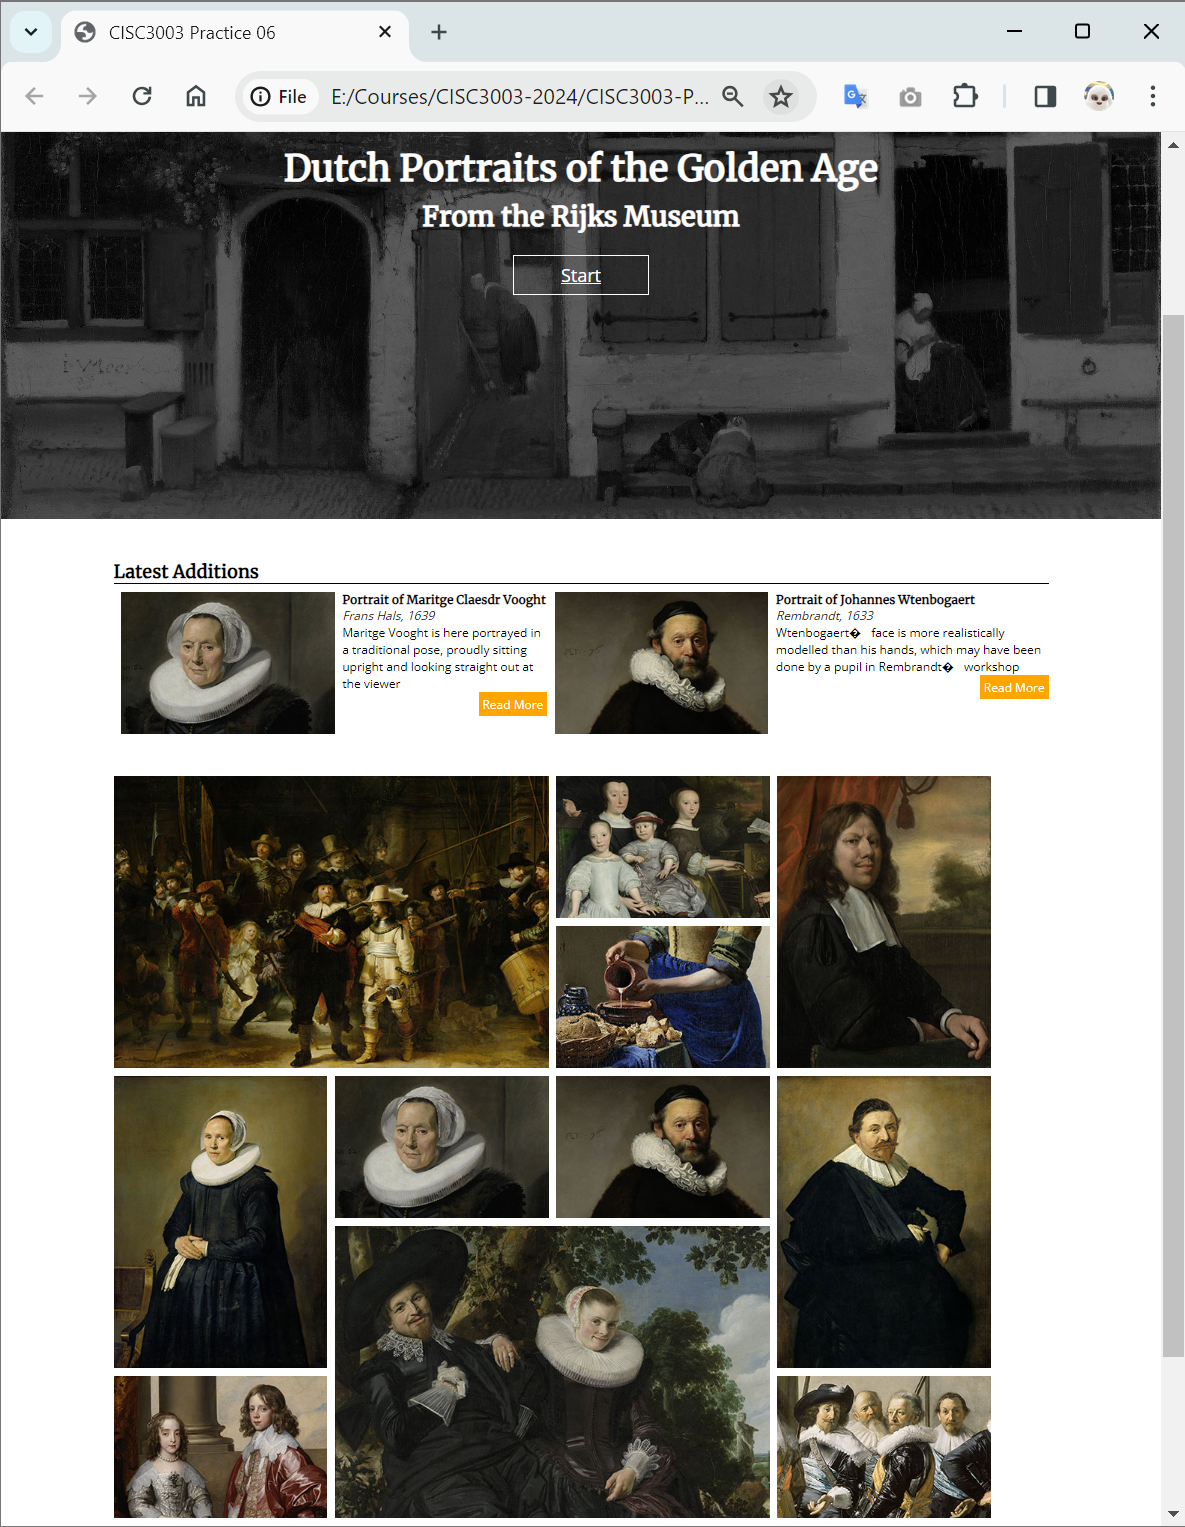 CISC3003 Practice 06
File
E:/Courses/CISC3003-2024/CISC3003-P...
Dutch Portraits of the Golden Age
From the Rijks Museum
Start
Latest Additions
Portrait of Maritge Claesdr Vooght
Frans Hals, 1639
Maritge Vooght is here portrayed in
a traditional pose, proudly sitting
upright and looking straight out at
the viewer
Read More
Portrait of Johannes Wtenbogaert
Rembrandt, 1633
Wtenbogaert� face is more realistically
modelled than his hands, which may have been
done by a pupil in Rembrandt� workshop
Read More